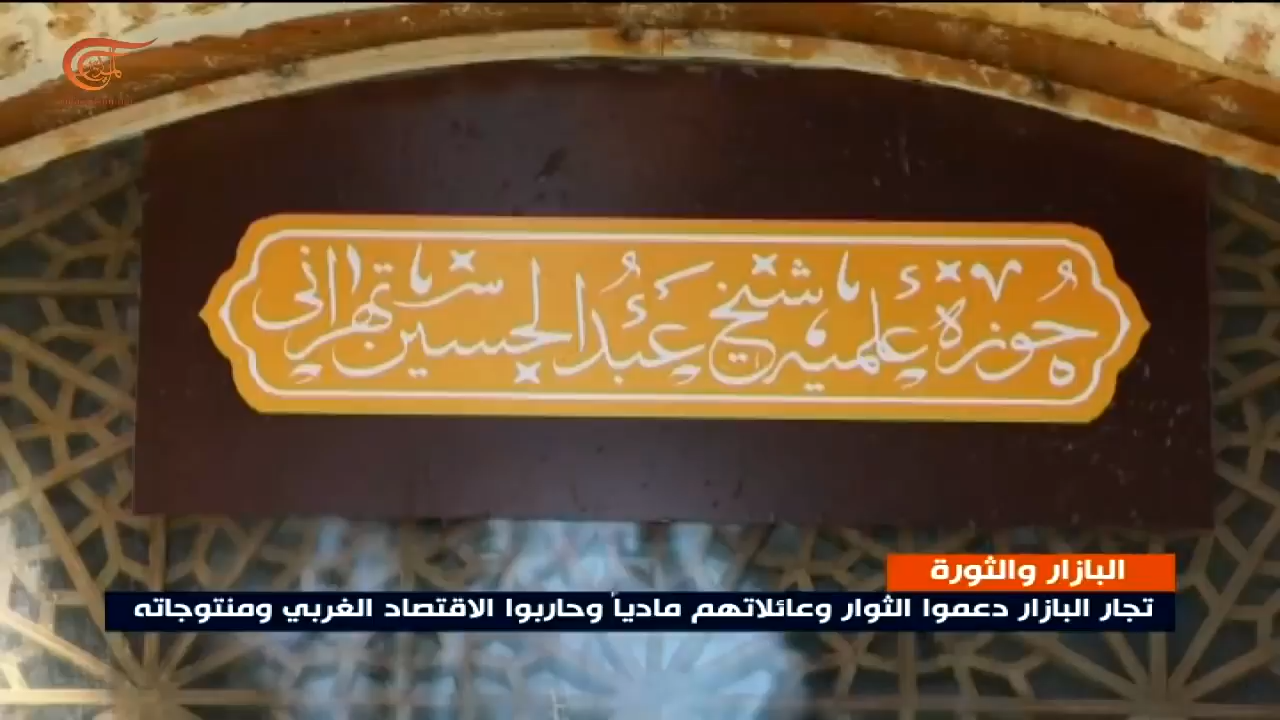 حوزه علمیه شیخ عبدالحسین تهرانی
البازار والثورة
تجار البازار دعموا الثوار وعائلاتهم مادياً وحاربوا الاقتصاد الغربي ومنتوجاته